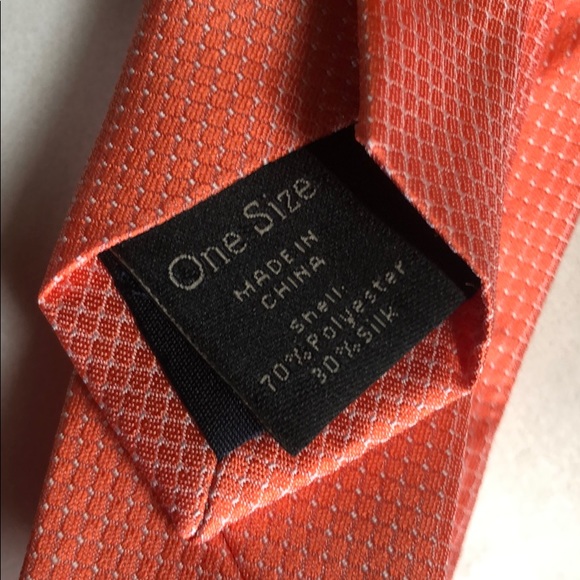 One Size
MADE IN
CHINA
Shell
70%Polyester
30%Silk